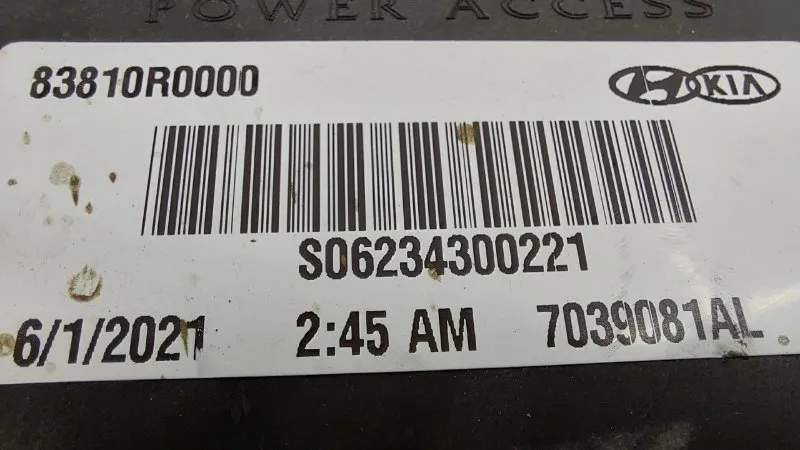 POWER ACCESS
83810R0000
KIA
S06234300221
6/1/2021 2:45 AM 7039081AL